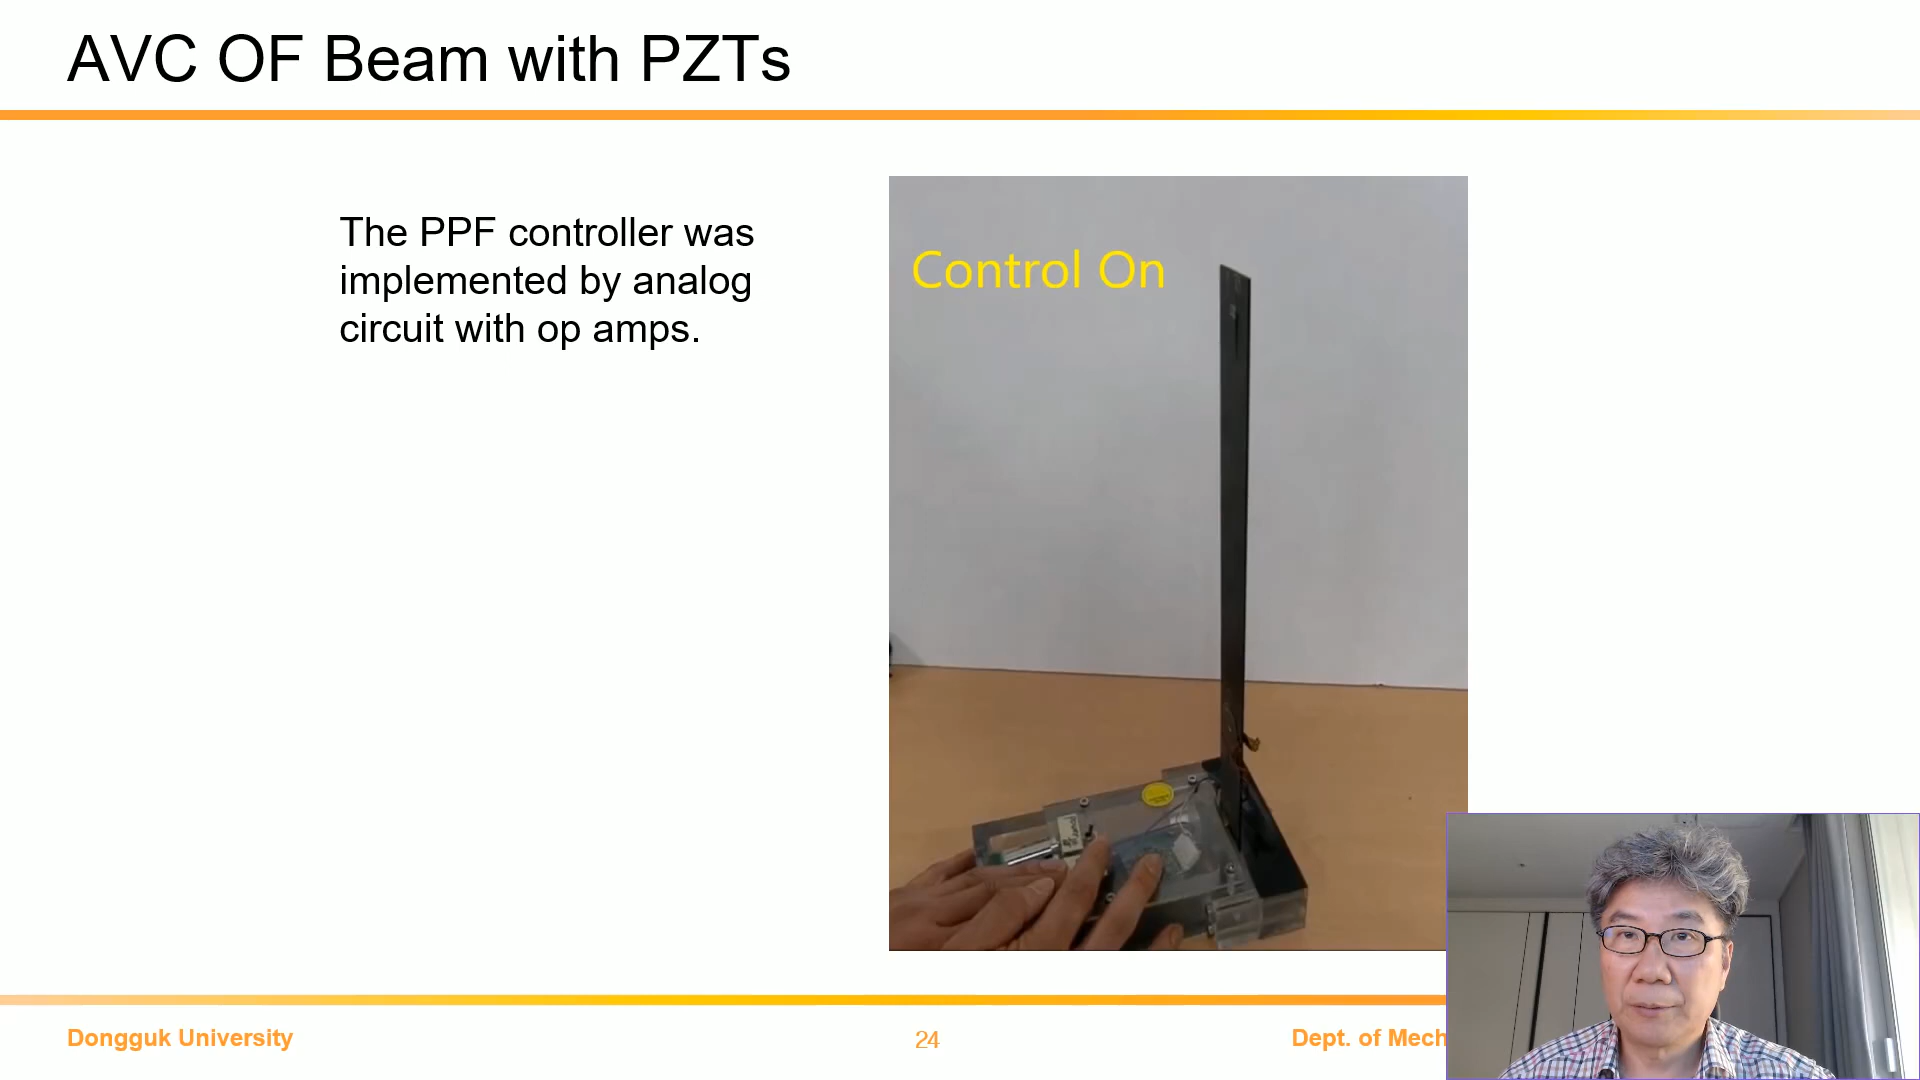 AVC OF Beam with PZTs
The PPF controller was
implemented by analog
circuit with op amps.
Control On
Dongguk University
24
Dept. of Mech